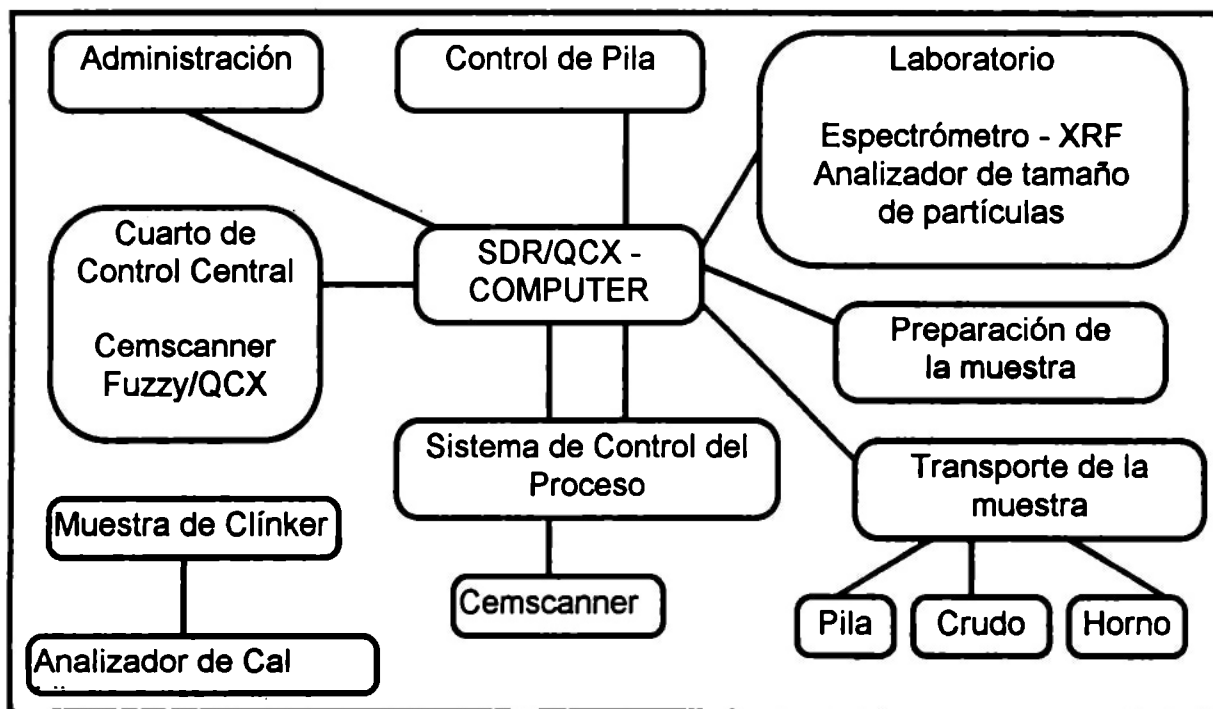 Administración
Control de Pila
Laboratorio
Espectrómetro - XRF
Analizador de tamaño
de partículas
Cuarto de
Control Central
Cemscanner
Fuzzy/QCX
SDR/QCX -
COMPUTER
Preparación de
la muestra
Sistema de Control del
Proceso
Transporte de la
muestra
Muestra de Clínker
Cemscanner
Pila
Crudo
Horno
Analizador de Cal